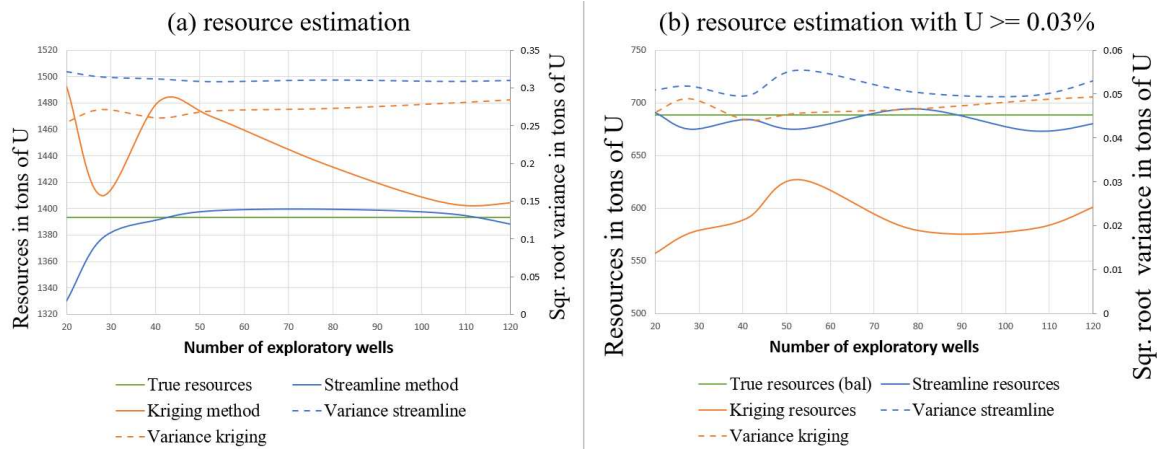 (a) resource estimation
1520
1500
1480
1460
1440
1420
1400
1380
1360
1340
1320
Resources in tons of U
0.35
0.3
0.25
0.2
0.15
0.1
0.05
0
Sqr. root variance in tons of U
20 30 40 50 60 70 80 90 100 110 120
Number of exploratory wells
True resources Streamline method
Kriging method Variance streamline
Variance kriging
(b) resource estimation with U >= 0.03%
750
700
650
600
550
500
Resources in tons of U
0.06
0.05
0.04
0.03
0.02
0.01
0
Sqr. root variance in tons of U
20 30 40 50 60 70 80 90 100 110 120
Number of exploratory wells
True resources (bal) Streamline resources
Kriging resources Variance streamline
Variance kriging